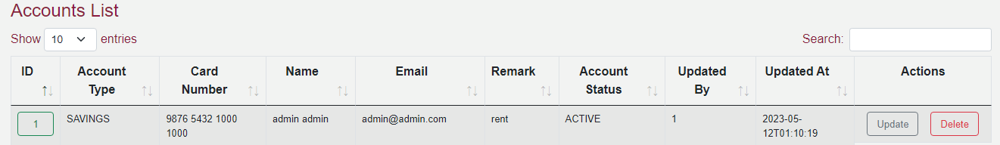 Accounts List
Show 10 entries Search:
ID Account Type Card Number Name Email Remark Account Status Updated By Updated At Actions
1 SAVINGS 9876 5432 1000 1000 admin admin admin@admin.com rent ACTIVE 1 2023-05-12T01:10:19 Update Delete